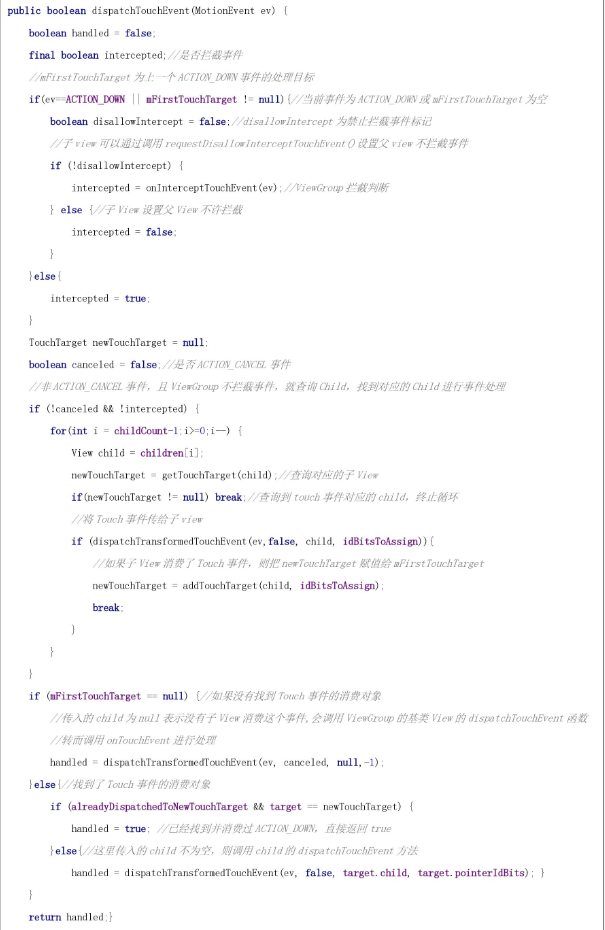 public boolean dispatchTouchEvent(MotionEvent ev) {
boolean handled = false;
final boolean intercepted;//是否拦截事件
//mFirstTouchTarget 为上一个 ACTION_DOWN 事件的处理目标
if(ev==ACTION_DOWN || mFirstTouchTarget != null){//当前事件为 ACTION_DOWN 或 mFirstTouchTarget 为空
boolean disallowIntercept = false;//disallowIntercept 为禁止拦截事件标记
//子 view 可以通过调用 requestDisallowInterceptTouchEvent()设置父 view 不拦截事件
if (!disallowIntercept) {
intercepted = onInterceptTouchEvent(ev);//ViewGroup 拦截判断
} else {//子 View 设置父 View 不许拦截
intercepted = false;
}
}else{
intercepted = true;
}
TouchTarget newTouchTarget = null;
boolean canceled = false;//是否 ACTION_CANCEL 事件
//非 ACTION_CANCEL 事件，且 ViewGroup 不拦截事件，就查询 Child，找到对应的 Child 进行事件处理
if (!canceled && !intercepted) {
for(int i = childCount-1;i>=0;i--) {
View child = children[i];
newTouchTarget = getTouchTarget(child);//查询对应的子 View
if(newTouchTarget != null) break;//查询到 touch 事件对应的 child，终止循环
//将 Touch 事件传给子 view
if (dispatchTransformedTouchEvent(ev,false, child, idBitsToAssign)){
//如果子 View 消费了 Touch 事件，则把 newTouchTarget 赋值给 mFirstTouchTarget
newTouchTarget = addTouchTarget(child, idBitsToAssign);
break;
}
}
}
if (mFirstTouchTarget == null) {//如果没有找到 Touch 事件的消费对象
//传入的 child 为 null 表示没有子 View 消费这个事件,会调用 ViewGroup 的基类 View 的 dispatchTouchEvent 函数
//转而调用 onTouchEvent 进行处理
handled = dispatchTransformedTouchEvent(ev, canceled, null,-1);
}else{//找到了 Touch 事件的消费对象
if (alreadyDispatchedToNewTouchTarget && target == newTouchTarget) {
handled = true; //已经找到并消费过 ACTION_DOWN，直接返回 true
}else{//这里传入的 child 不为空，则调用 child 的 dispatchTouchEvent 方法
handled = dispatchTransformedTouchEvent(ev, false, target.child, target.pointerIdBits); }
}
return handled;}